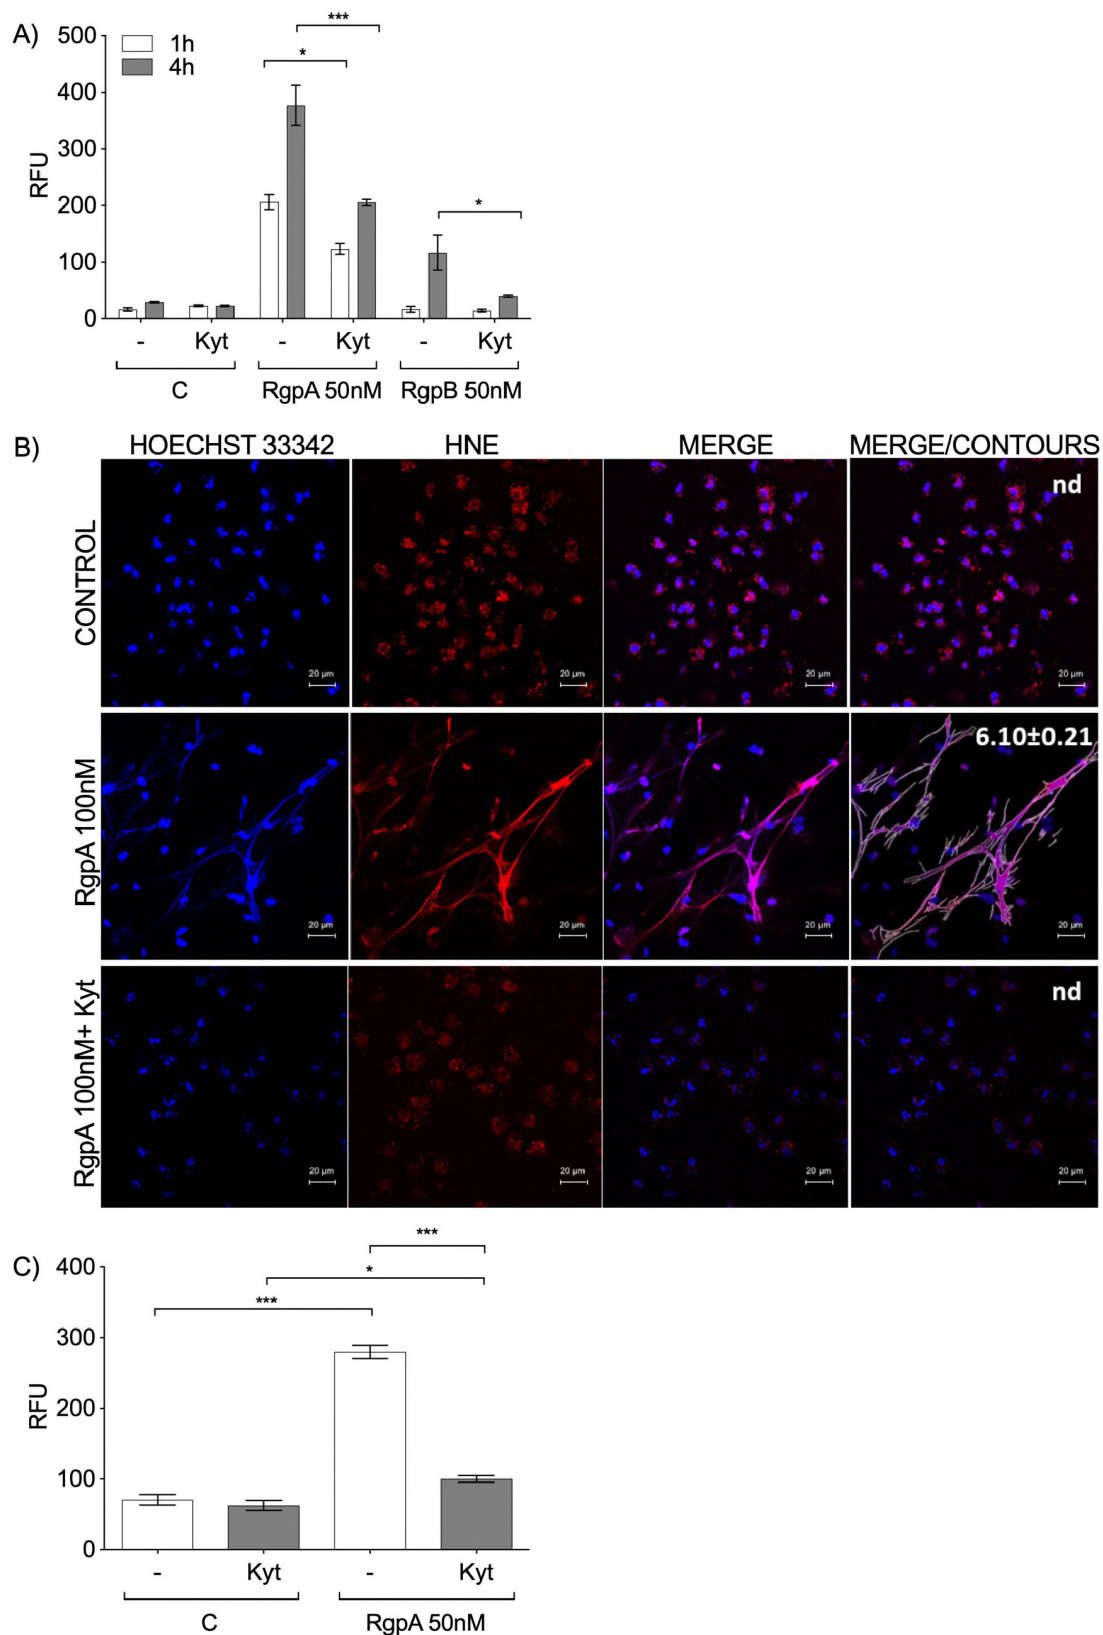 A)
***
*
*
1h
4h
500
400
300
200
100
0
RFU
- Kyt - Kyt - Kyt
C RgpA 50nM RgpB 50nM
B)
HOECHST 33342 HNE MERGE MERGE/CONTOURS
CONTROL
nd
20 µm 20 µm 20 µm 20 µm
RgpA 100nM
6.10±0.21
20 µm 20 µm 20 µm 20 µm
RgpA 100nM+ Kyt
nd
20 µm 20 µm 20 µm 20 µm
C)
***
*
***
400
300
200
100
0
RFU
- Kyt - Kyt
C RgpA 50nM